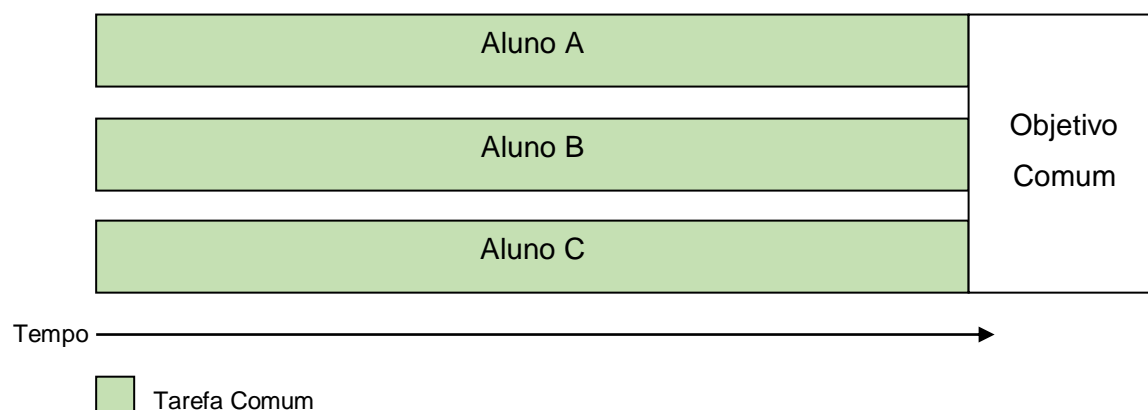 Aluno A
Aluno B
Aluno C
Objetivo
Comum
Tempo
Tarefa Comum